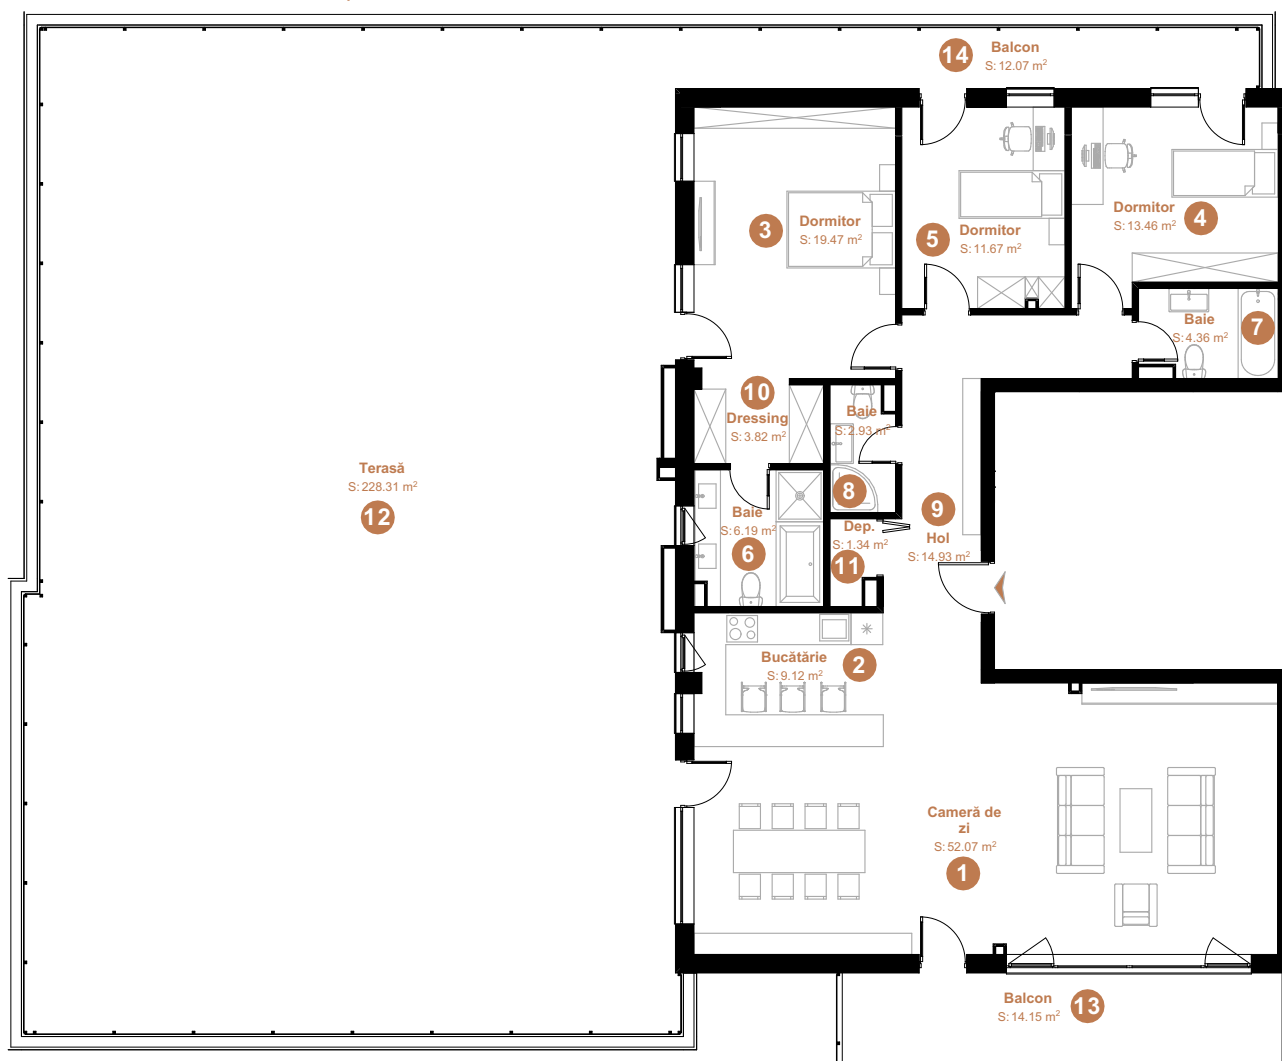 14
Balcon
S: 12.07 m²
3
Dormitor
S: 19.47 m²
5
Dormitor
S: 11.67 m²
Dormitor
S: 13.46 m²
4
Baie
S: 4.36 m²
7
10
Dressing
S: 3.82 m²
Baie
S: 2.93 m²
8
Terasă
S: 228.31 m²
12
Baie
S: 6.19 m²
6
Dep.
S: 1.34 m²
11
9
Hol
S: 14.93 m²
Bucătărie
S: 9.12 m²
2
Cameră de
zi
S: 52.07 m²
1
Balcon
S: 14.15 m²
13